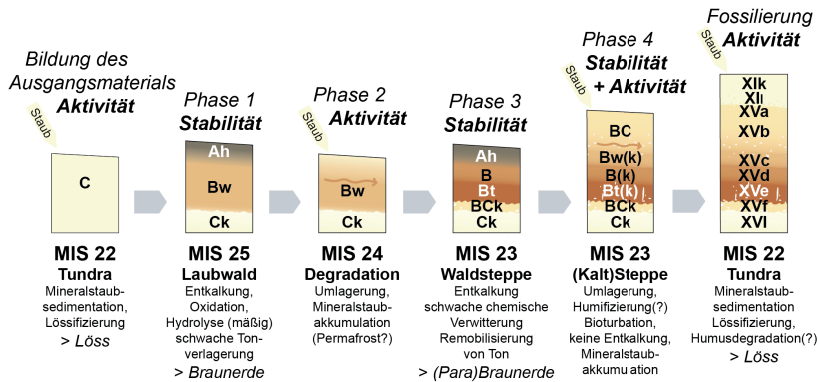 Bildung des
Ausgangsmaterials
Aktivität
Staub
C
MIS 22
Tundra
Mineralstaub-
sedimentation,
Lössifizierung
> Löss
Phase 1
Stabilität
Ah
Bw
Ck
MIS 25
Laubwald
Entkalkung,
Oxidation,
Hydrolyse (mäßig)
schwache Ton-
verlagerung
> Braunerde
Phase 2
Aktivität
Staub
Bw
Ck
MIS 24
Degradation
Umlagerung,
Mineralstaub-
akkumulation
(Permafrost?)
Phase 3
Stabilität
Ah
B
Bt
BCk
Ck
MIS 23
Waldsteppe
Entkalkung
schwache chemische
Verwitterung
Remobilisierung
von Ton
> (Para)Braunerde
Phase 4
Stabilität
+ Aktivität
Staub
BC
Bw(k)
B(k)
Bt(k)
BCk
Ck
MIS 23
(Kalt)Steppe
Umlagerung,
Humifizierung(?)
Bioturbation,
keine Entkalkung,
Mineralstaub-
akkumulation
Fossilierung
Aktivität
Staub
XIk
XIl
XVa
XVb
XVc
XVd
XVe
XVf
XVI
MIS 22
Tundra
Mineralstaub-
sedimentation
Lössifizierung,
Humusdegradation(?)
> Löss